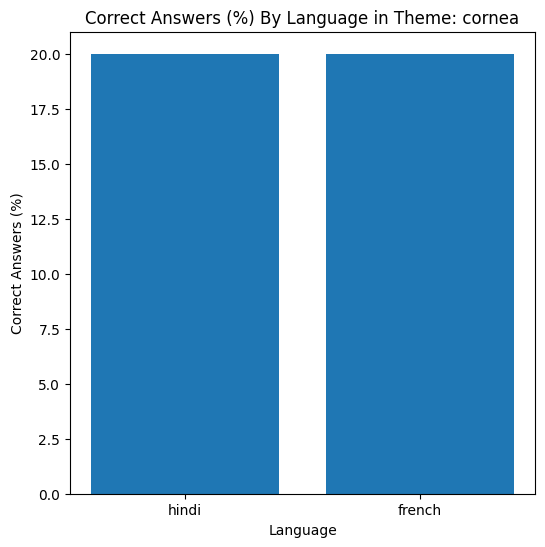 Correct Answers (%) By Language in Theme: cornea
20.0
17.5
15.0
12.5
10.0
7.5
5.0
2.5
0.0
Correct Answers (%)
hindi french
Language